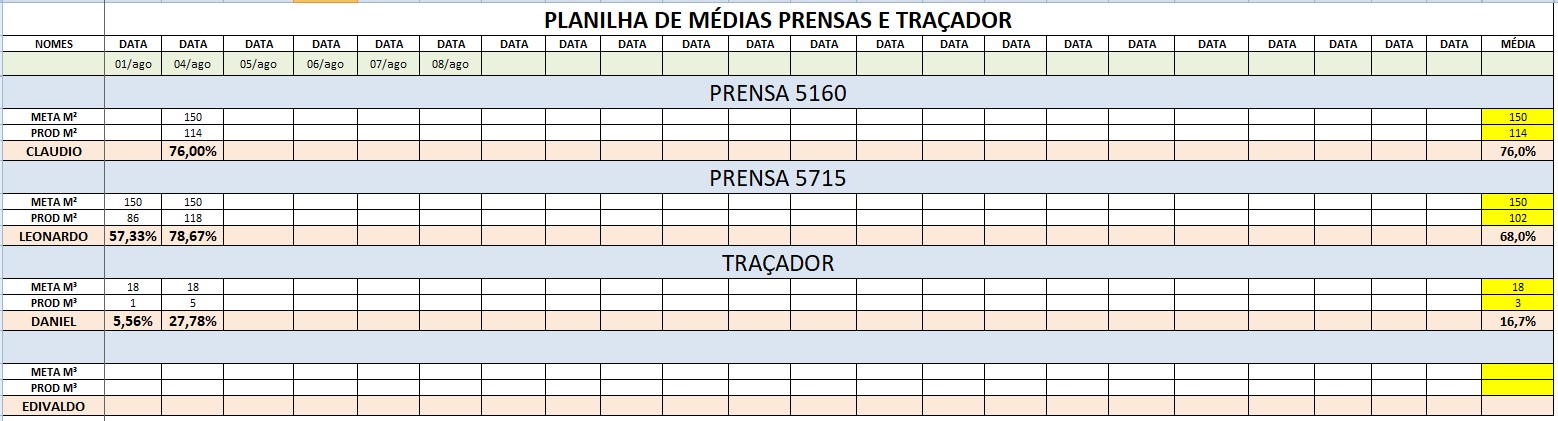 PLANILHA DE MÉDIAS PRENSAS E TRAÇADOR
NOMES DATA DATA DATA DATA DATA DATA DATA DATA DATA DATA DATA DATA DATA DATA DATA DATA DATA DATA DATA DATA DATA DATA MÉDIA
01/ago 04/ago 05/ago 06/ago 07/ago 08/ago
PRENSA 5160
META M² 150 150
PROD M² 114 114
CLAUDIO 76,00% 76,0%
PRENSA 5715
META M² 150 150 150
PROD M² 86 118 102
LEONARDO 57,33% 78,67% 68,0%
TRAÇADOR
META M³ 18 18 18
PROD M³ 1 5 3
DANIEL 5,56% 27,78% 16,7%
META M³
PROD M³
EDIVALDO